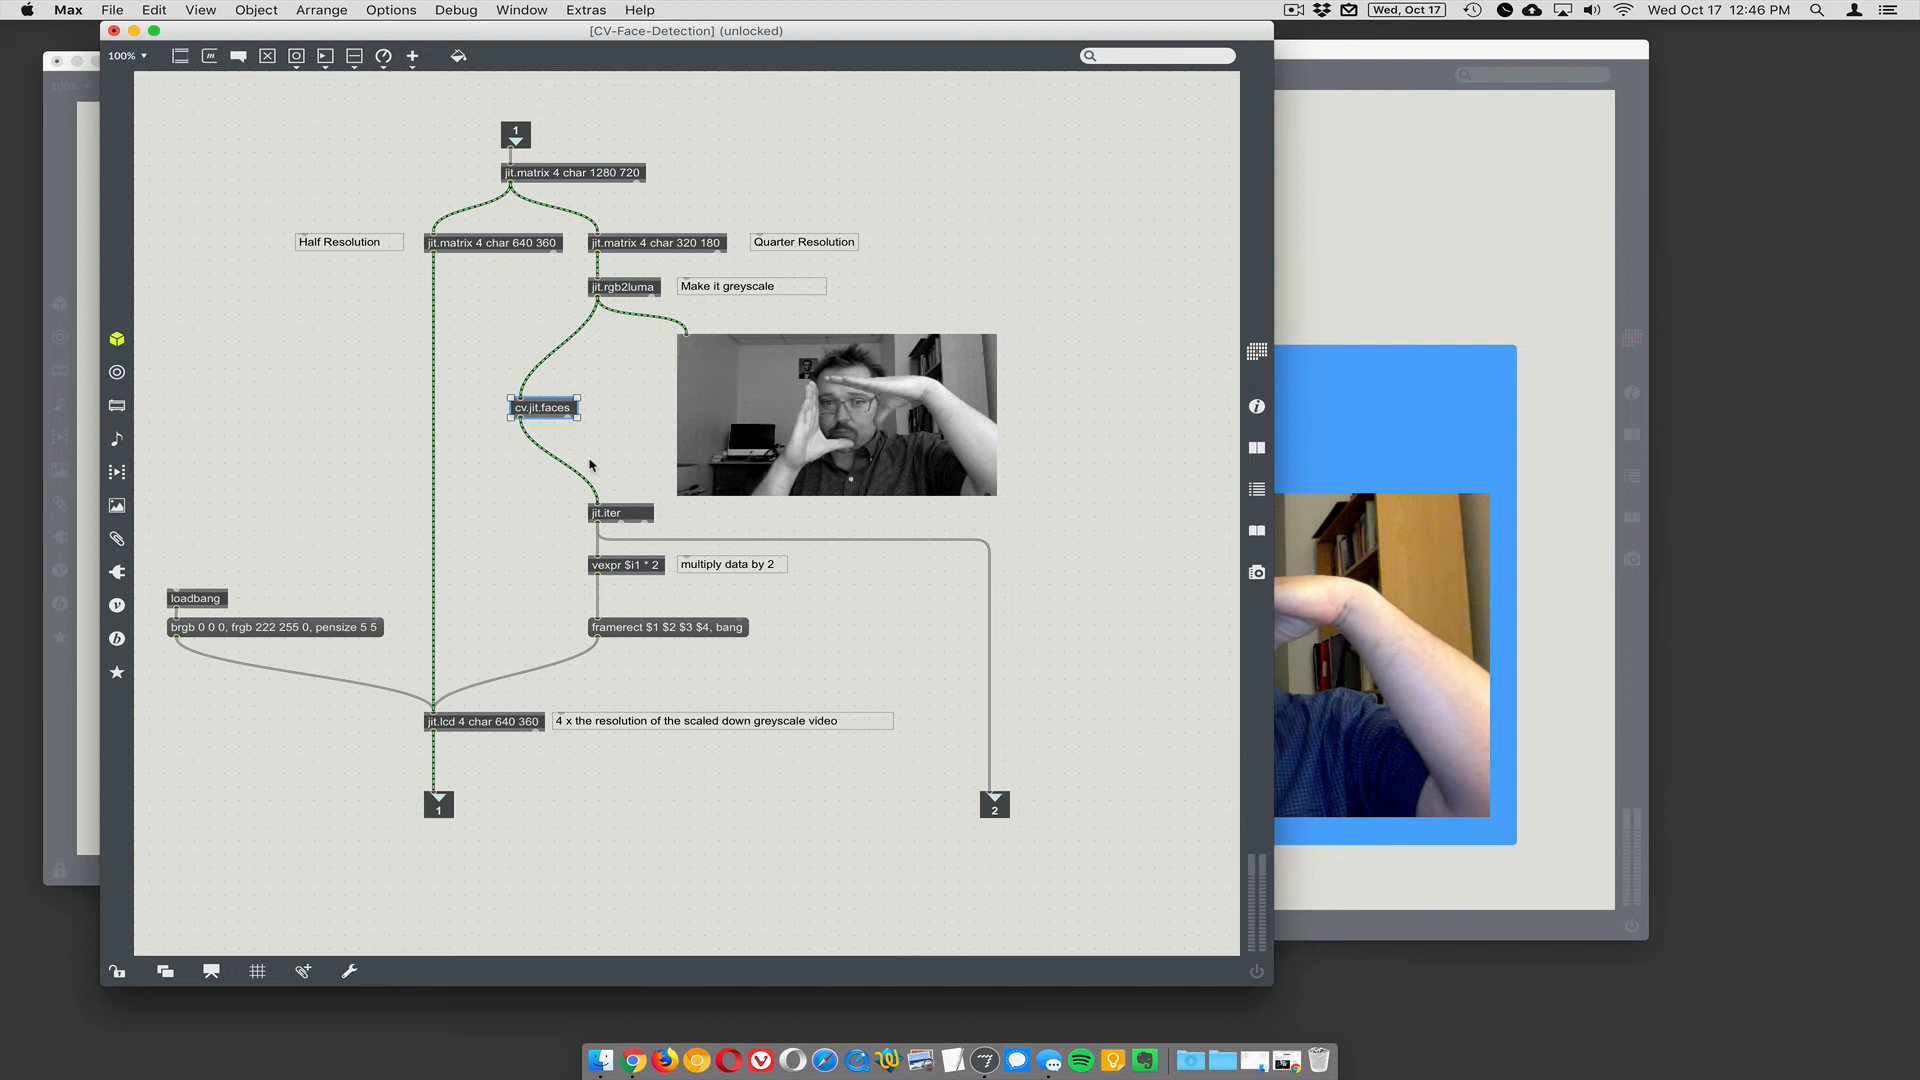 Max File Edit View Object Arrange Options Debug Window Extras Help
Wed, Oct 17
Wed Oct 17 12:46 PM
[CV-Face-Detection] (unlocked)
100%
1
jit.matrix 4 char 1280 720
Half Resolution
jit.matrix 4 char 640 360
jit.matrix 4 char 320 180
Quarter Resolution
jit.rgb2luma
Make it greyscale
cv.jit.faces
jit.iter
vexpr $i1 * 2
multiply data by 2
loadbang
brgb 0 0 0, frgb 222 255 0, pensize 5 5
framerect $1 $2 $3 $4, bang
jit.lcd 4 char 640 360
4 x the resolution of the scaled down greyscale video
1
2